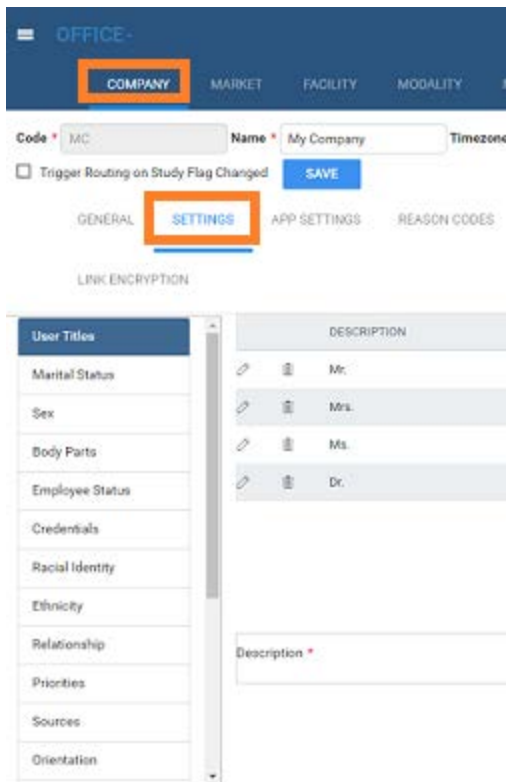 OFFICE-
COMPANY MARKET FACILITY MODALITY
Code * MC Name * My Company Timezone
Trigger Routing on Study Flag Changed SAVE
GENERAL SETTINGS APP SETTINGS REASON CODES
LINK ENCRYPTION
User Titles DESCRIPTION
Marital Status Mr.
Sex Mrs.
Body Parts Ms.
Employee Status Dr.
Credentials
Racial Identity
Ethnicity
Relationship Description *
Priorities
Sources
Orientation